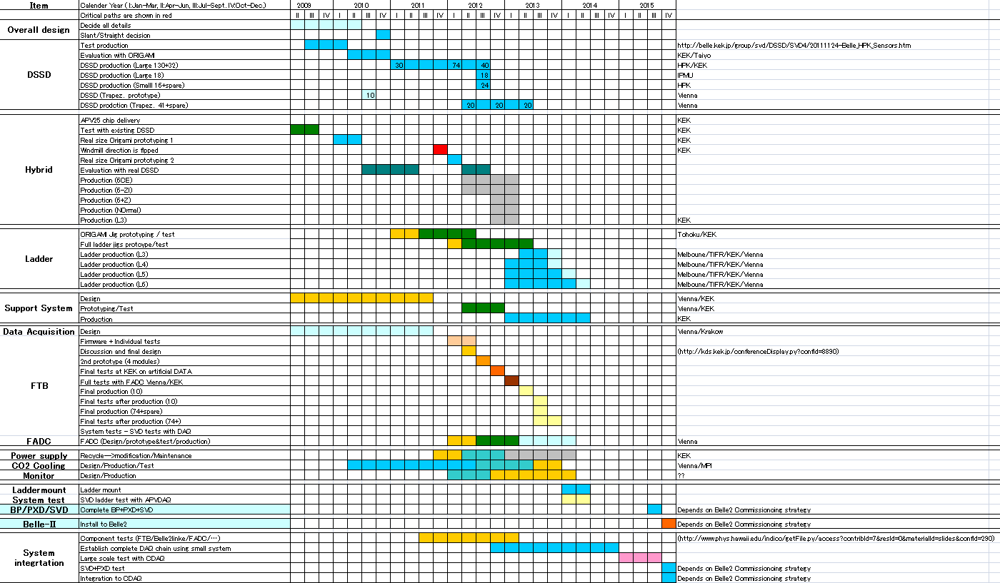 Item Calender Year ( I:Jan-Mar, II:Apr-Jun, III:Jul-Sept. IV:Oct-Dec.) 2009 2010 2011 2012 2013 2014 2015
Critical paths are shown in red II III IV I II III IV I II III IV I II III IV I II III IV I II III IV I II III IV
Overall design
Decide all details
Slant/Straight decision
DSSD
Test production http://belle.kek.jp/group/svd/DSSD/SVD4/20111124-Belle_HPK_Sensors.htm
Evaluation with ORIGAMI KEK/Taiyo
DSSD production (Large 130+32) 30 74 40 HPK/KEK
DSSD production (Large 18) 18 IPMU
DSSD production (Smalll 16+spare) 24 HPK
DSSD (Trapez. prototype) 10 Vienna
DSSD prodction (Trapez. 41+spare) 20 20 20 Vienna
Hybrid
APV25 chip delivery KEK
Test with existing DSSD KEK
Real size Origami prototyping 1 KEK
Windmill direction is flpped KEK
Real size Origami prototyping 2
Evaluation with real DSSD
Production (6CE)
Production (6-ZI)
Production (6+Z)
Production (NOrmal)
Production (L3) KEK
Ladder
ORIGAMI Jig prototyping / test Tohoku/KEK
Full ladder jigs protoype/test
Ladder production (L3) Melboune/TIFR/KEK/Vienna
Ladder production (L4) Melboune/TIFR/KEK/Vienna
Ladder production (L5) Melboune/TIFR/KEK/Vienna
Ladder production (L6) Melboune/TIFR/KEK/Vienna
Support System
Design Vienna/KEK
Prototyping/Test Vienna/KEK
Production KEK
Data Acquisition Design Vienna/Krakow
FTB
Firmware + Individual tests
Discussion and final design (http://kds.kek.jp/conferenceDisplay.py?confId=8890)
2nd prototype (4 modules)
Final tests at KEK on artificial DATA
Full tests with FADC Vienna/KEK
Final production (10)
Final tests after production (10)
Final production (74+spare)
Final tests after production (74+)
System tests - SVD tests with DAQ
FADC FADC (Design/prototype&test/production) Vienna
Power supply Recycle-->modification/Maintenance KEK
CO2 Cooling Design/Production/Test Vienna/MPI
Monitor Design/Production ??
Laddermount Ladder mount
System test SVD ladder test with APVDAQ
BP/PXD/SVD Complete BP+PXD+SVD Depends on Belle2 Commissioncing strategy
Belle-II Install to Belle2 Depends on Belle2 Commissioncing strategy
System
integrtation
Component tests (FTB/Belle2linke/FADC/…) (http://www.phys.hawaii.edu/indico/getFile.py/access?contribId=7&resId=0&materialId=slides&confId=290)
Establish complete DAQ chain using small system
Large scale test with CDAQ
SVD+PXD test Depends on Belle2 Commissioncing strategy
Integration to CDAQ Depends on Belle2 Commissioncing strategy